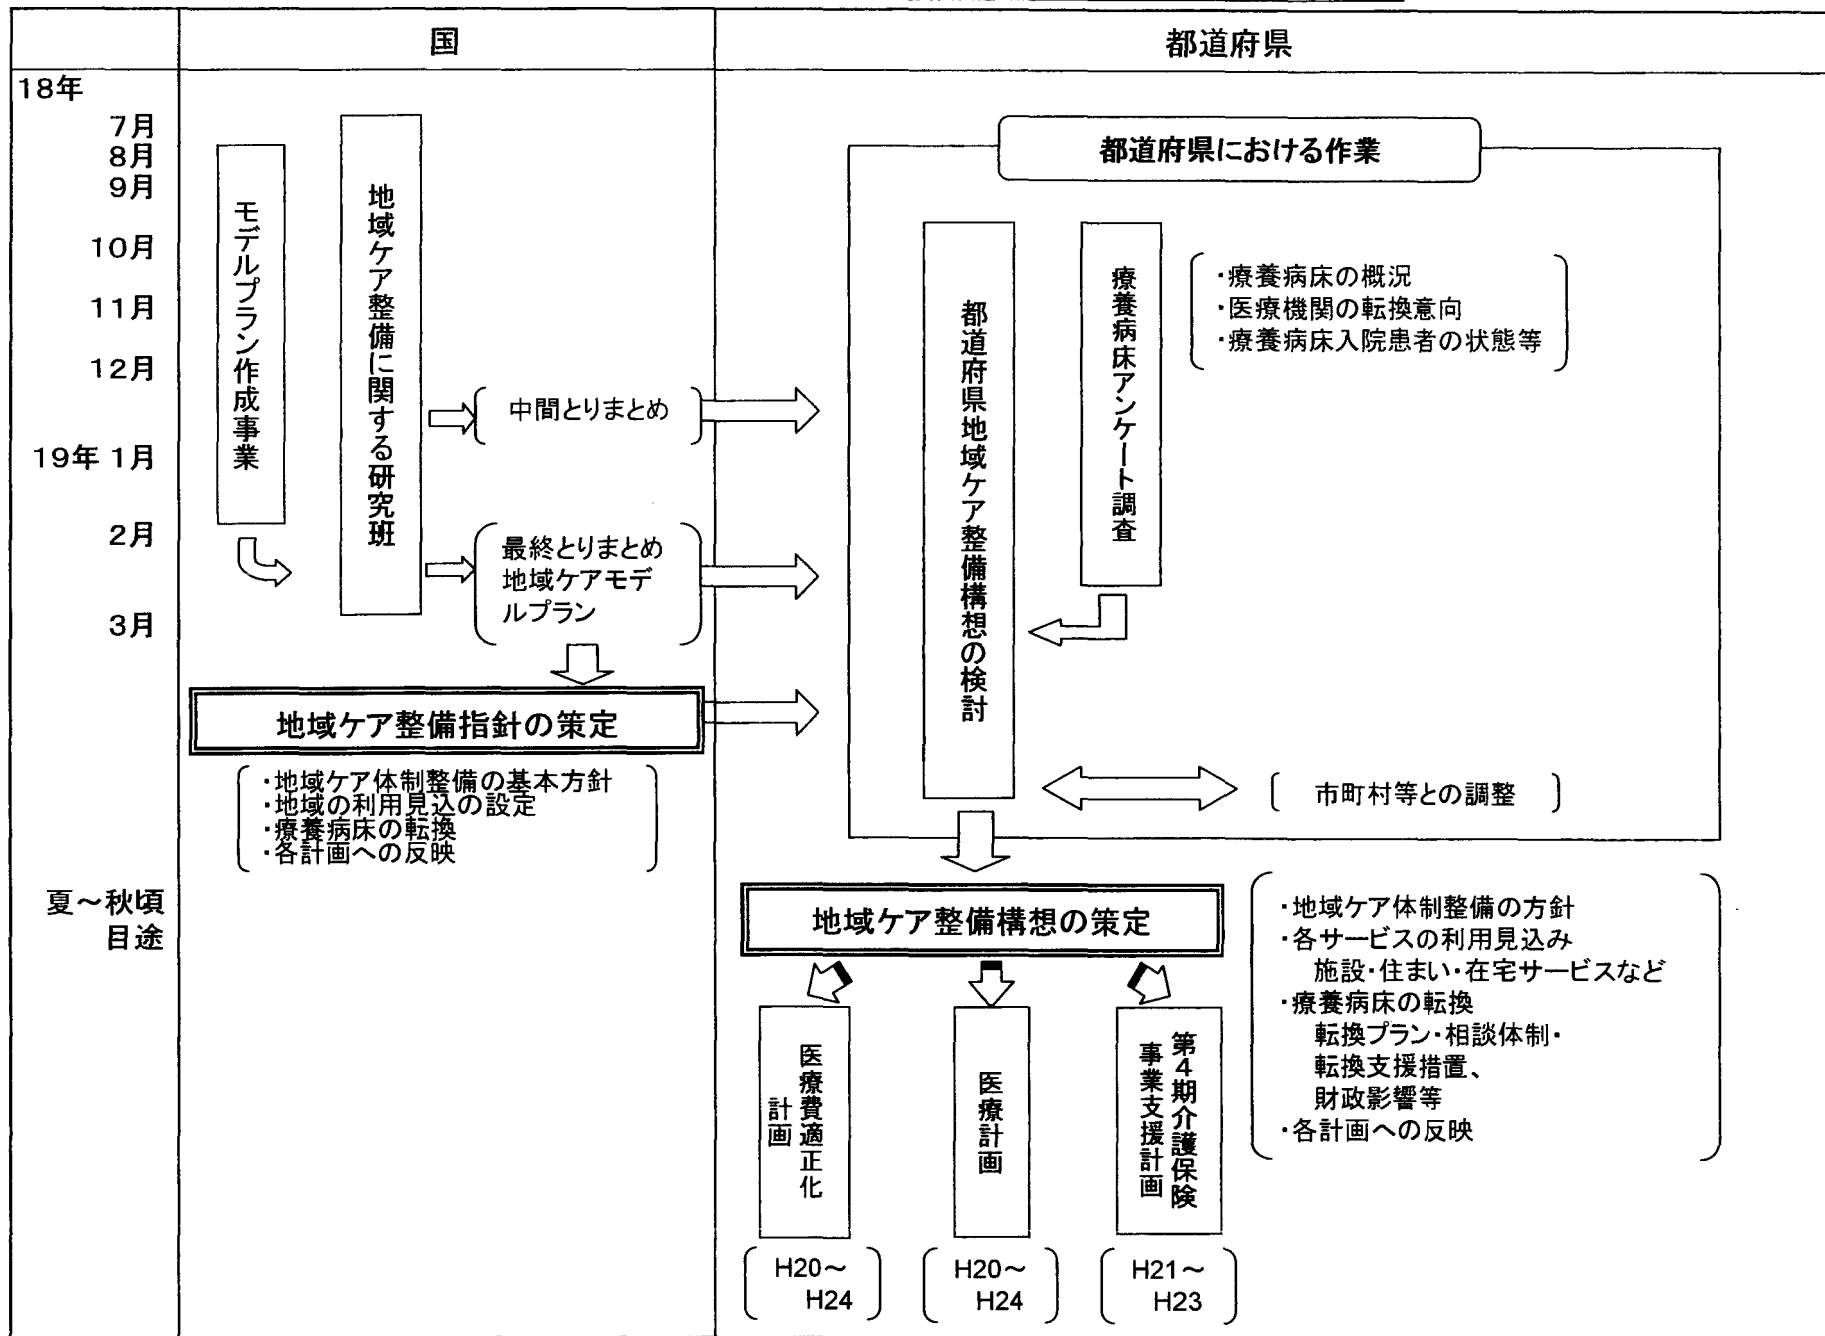 国
都道府県
18年
7月
8月
9月
10月
11月
12月
19年 1月
2月
3月
夏～秋頃
目途
モデルプラン作成事業
地域ケア整備に関する研究班
中間とりまとめ
最終とりまとめ
地域ケアモデ
ルプラン
地域ケア整備指針の策定
・地域ケア体制整備の基本方針
・地域の利用見込の設定
・療養病床の転換
・各計画への反映
都道府県における作業
都道府県地域ケア整備構想の検討
療養病床アンケート調査
・療養病床の概況
・医療機関の転換意向
・療養病床入院患者の状態等
市町村等との調整
地域ケア整備構想の策定
・地域ケア体制整備の方針
・各サービスの利用見込み
施設・住まい・在宅サービスなど
・療養病床の転換
転換プラン・相談体制・
転換支援措置、
財政影響等
・各計画への反映
医療費適正化
計画
医療計画
第4期介護保険
事業支援計画
H20～
H24
H20～
H24
H21～
H23